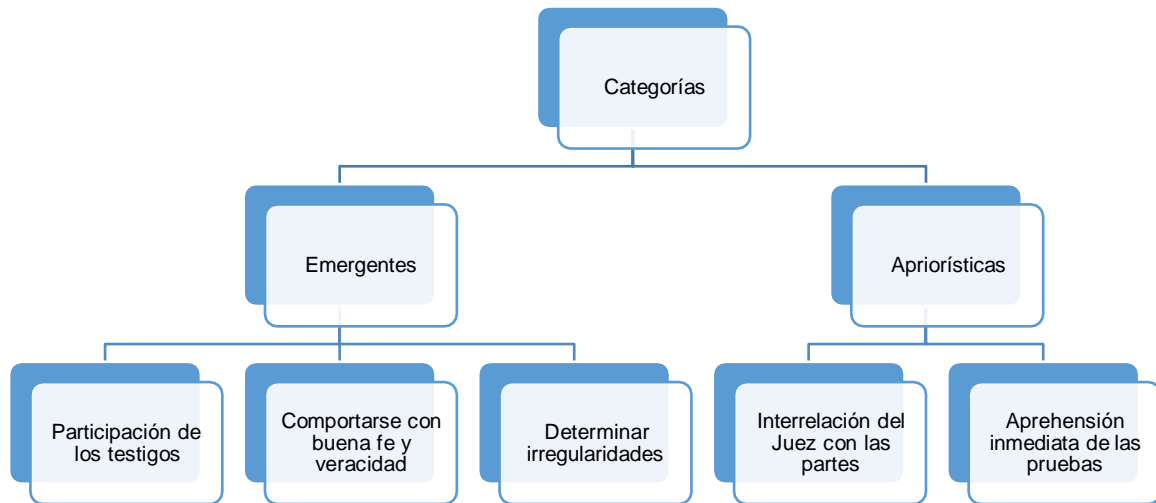 Categorías
Emergentes
Apriorísticas
Participación de
los testigos
Comportarse con
buena fe y
veracidad
Determinar
irregularidades
Interrelación del
Juez con las
partes
Aprehensión
inmediata de las
pruebas